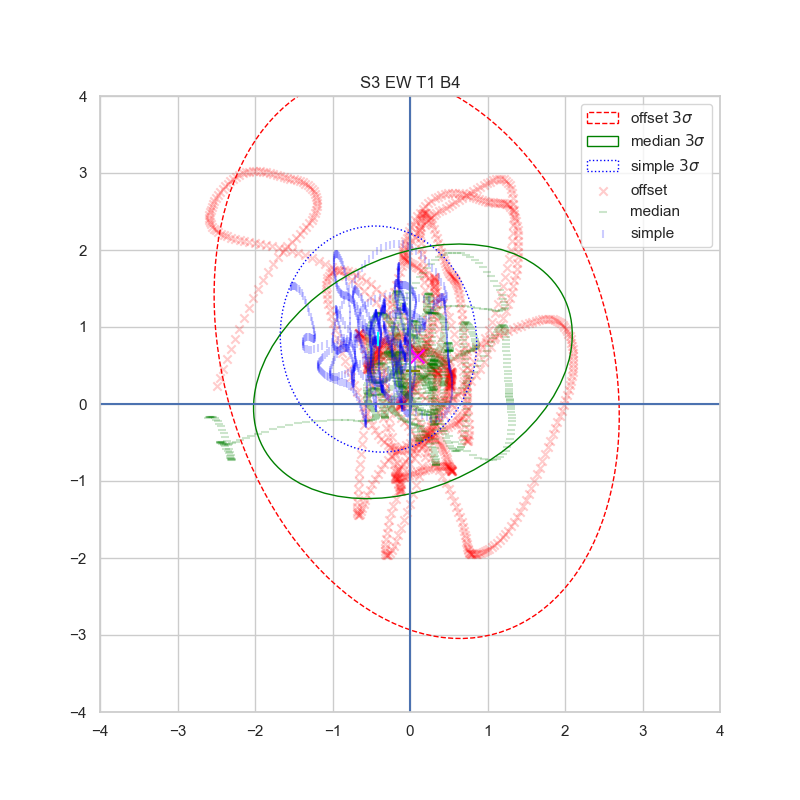 S3 EW T1 B4
4
3
2
1
0
−1
−2
−3
−4
−4
−3
−2
−1
0
1
2
3
4
offset 3σ
median 3σ
simple 3σ
offset
median
simple